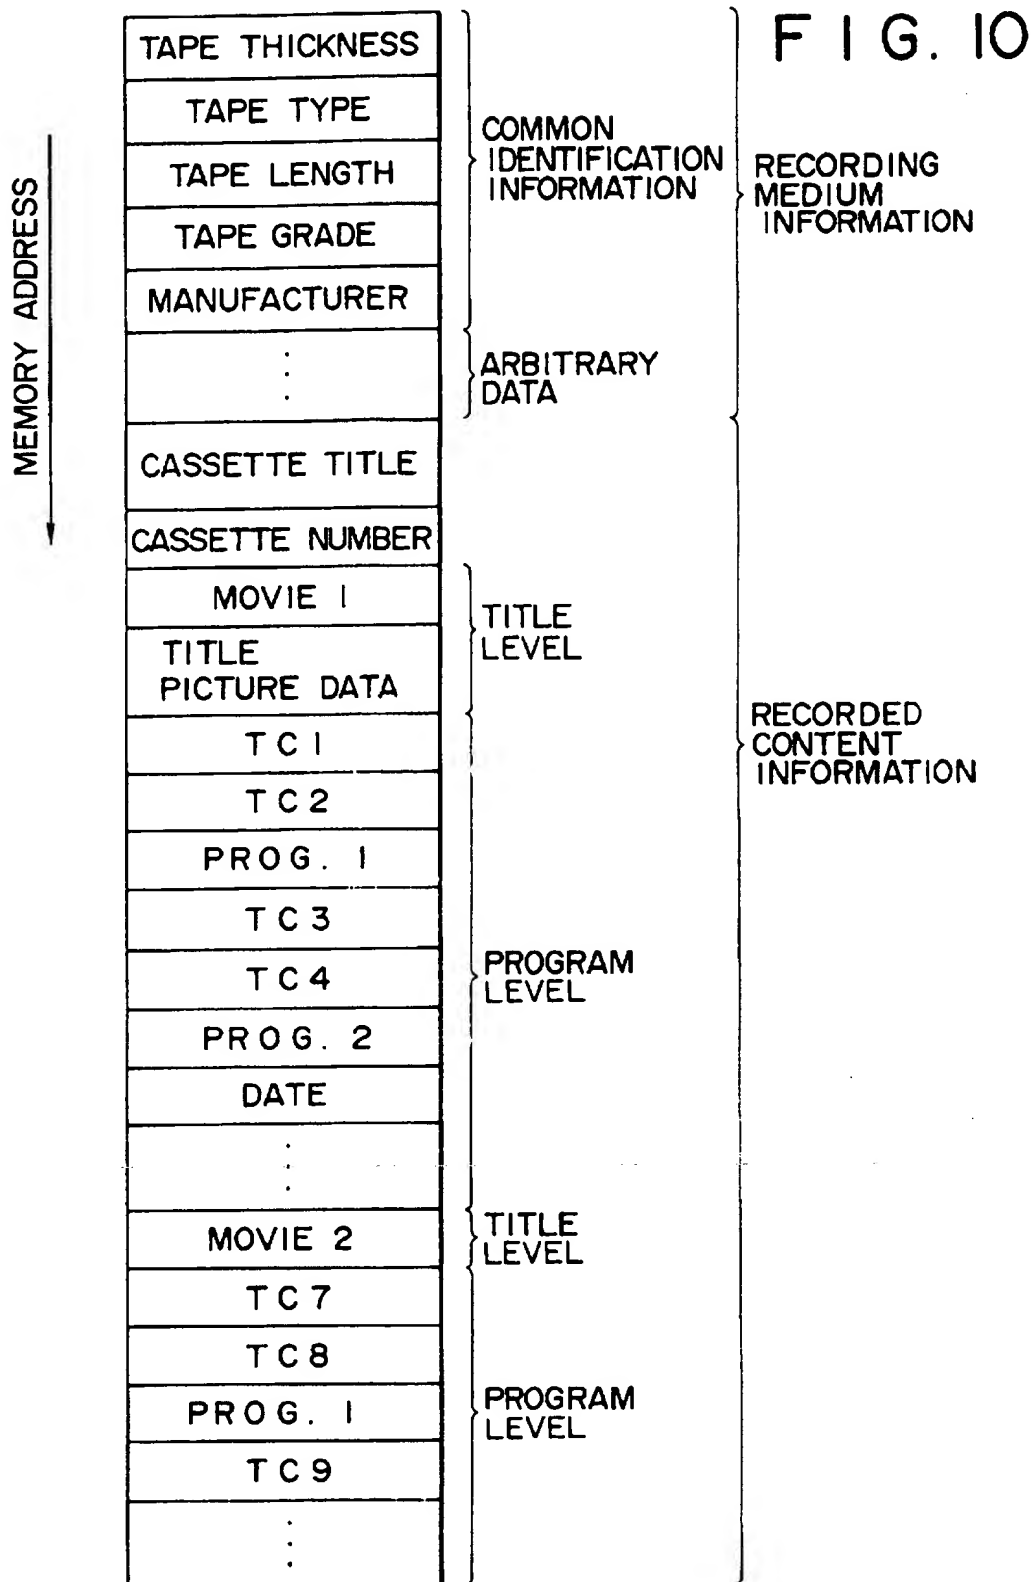 FIG. 10
MEMORY ADDRESS
TAPE THICKNESS
TAPE TYPE
TAPE LENGTH
TAPE GRADE
MANUFACTURER
CASSETTE TITLE
CASSETTE NUMBER
MOVIE 1
TITLE
PICTURE DATA
TC1
TC2
PROG. 1
TC3
TC4
PROG. 2
DATE
MOVIE 2
TC7
TC8
PROG. 1
TC9
COMMON
IDENTIFICATION
INFORMATION
ARBITRARY
DATA
TITLE
LEVEL
PROGRAM
LEVEL
TITLE
LEVEL
PROGRAM
LEVEL
RECORDING
MEDIUM
INFORMATION
RECORDED
CONTENT
INFORMATION